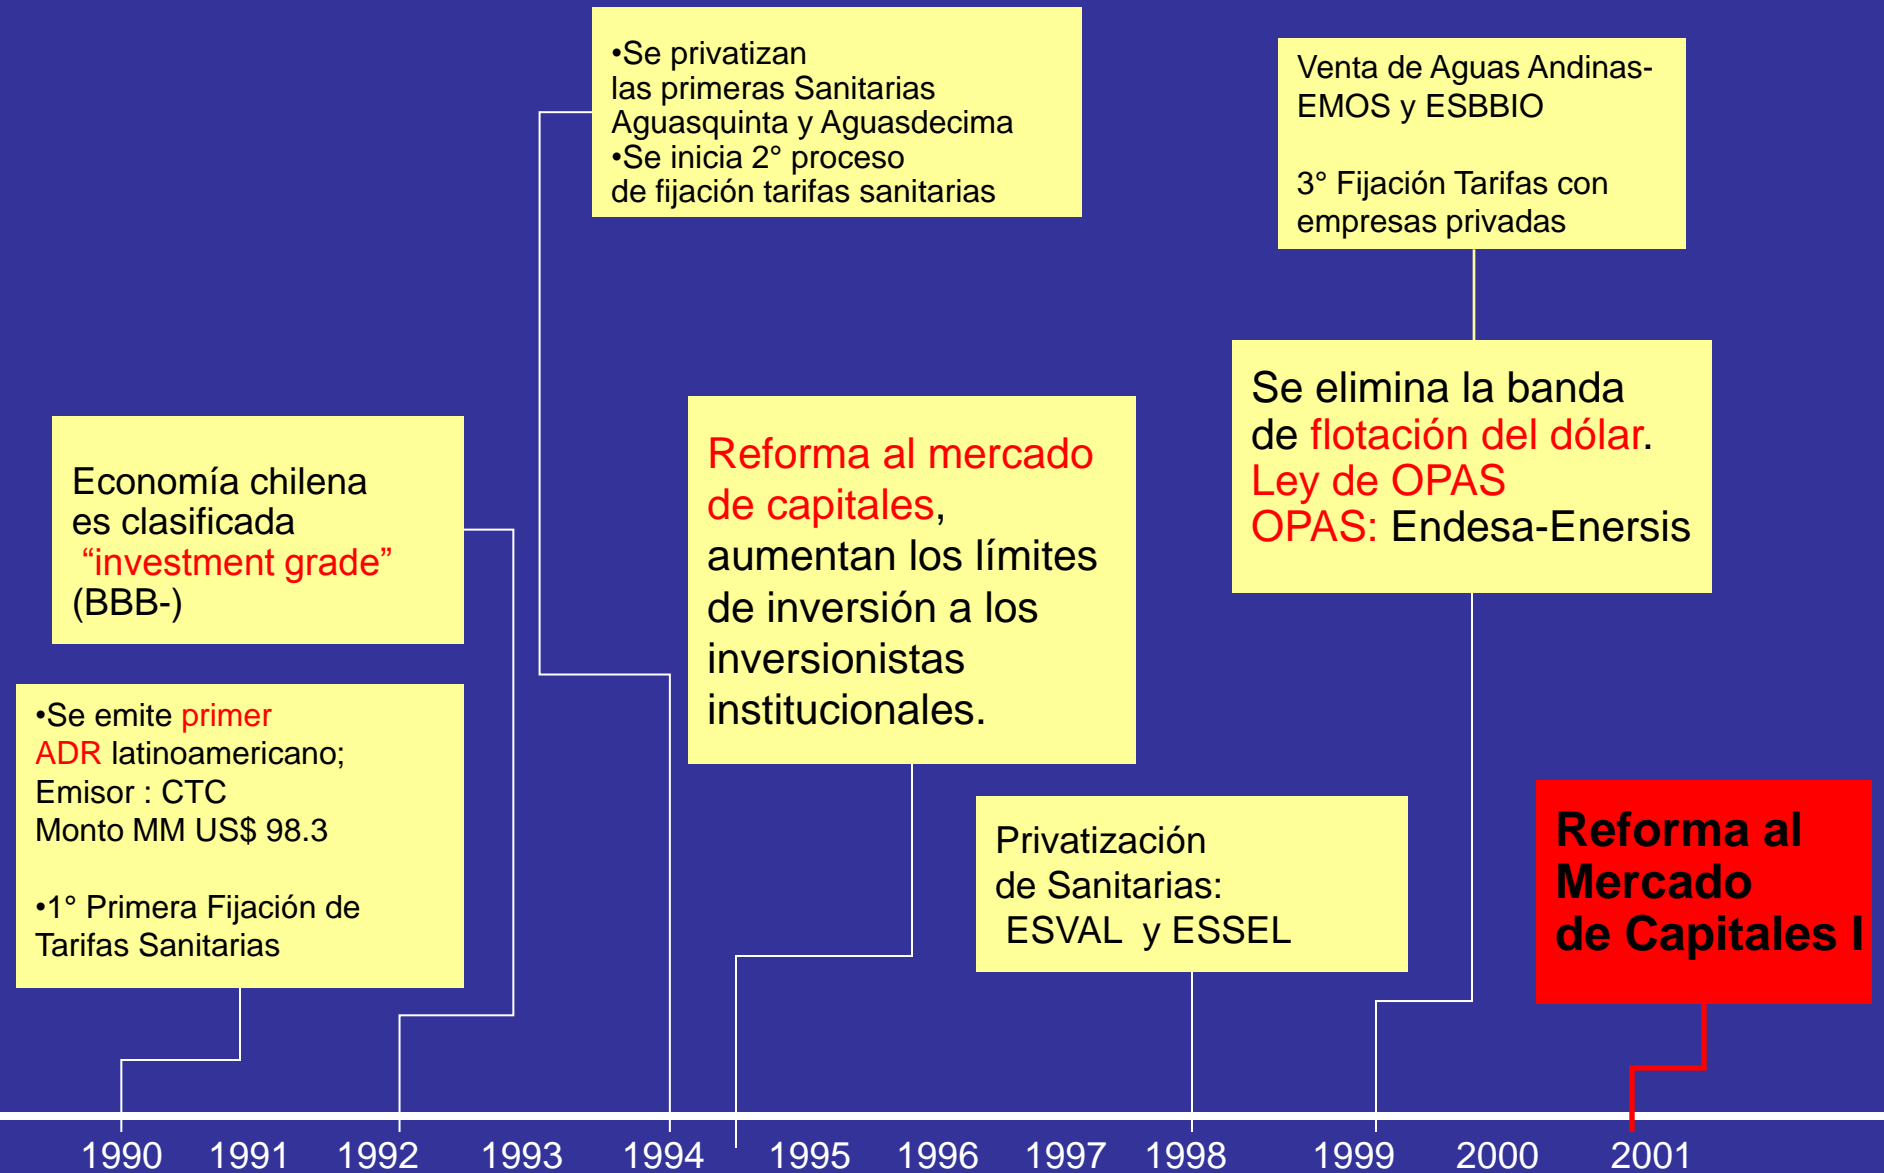 •Se privatizan
las primeras Sanitarias
Aguasquinta y Aguasdecima
•Se inicia 2° proceso
de fijación tarifas sanitarias
Venta de Aguas Andinas-
EMOS y ESBBIO
3° Fijación Tarifas con
empresas privadas
Economía chilena
es clasificada
“investment grade”
(BBB-)
Reforma al mercado
de capitales,
aumentan los límites
de inversión a los
inversionistas
institucionales.
Se elimina la banda
de flotación del dólar.
Ley de OPAS
OPAS: Endesa-Enersis
•Se emite primer
ADR latinoamericano;
Emisor : CTC
Monto MM US$ 98.3
•1° Primera Fijación de
Tarifas Sanitarias
Privatización
de Sanitarias:
ESVAL y ESSEL
Reforma al
Mercado
de Capitales I
1990 1991 1992 1993 1994 1995 1996 1997 1998 1999 2000 2001